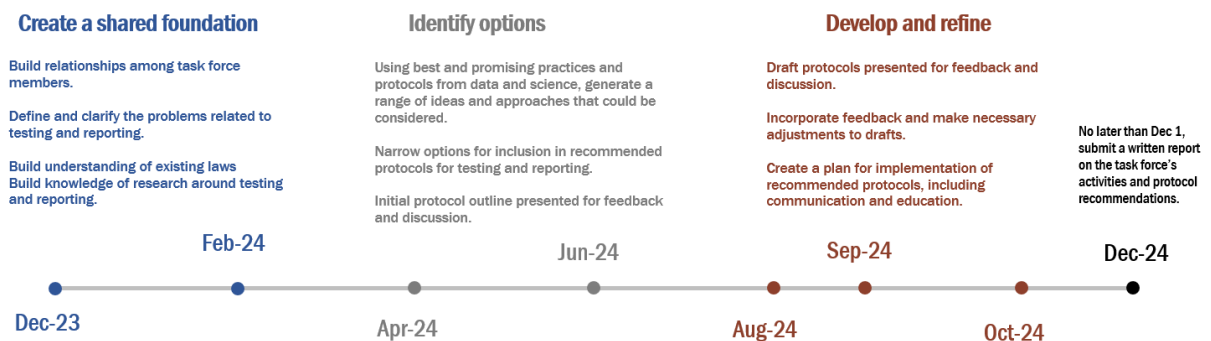 Create a shared foundation
Build relationships among task force
members.
Define and clarify the problems related to
testing and reporting.
Build understanding of existing laws
Build knowledge of research around testing
and reporting.
Identify options
Using best and promising practices and
protocols from data and science, generate a
range of ideas and approaches that could be
considered.
Narrow options for inclusion in recommended
protocols for testing and reporting.
Initial protocol outline presented for feedback
and discussion.
Develop and refine
Draft protocols presented for feedback and
discussion.
Incorporate feedback and make necessary
adjustments to drafts.
Create a plan for implementation of
recommended protocols, including
communication and education.
No later than Dec 1,
submit a written report
on the task force's
activities and protocol
recommendations.
Dec-23
Feb-24
Apr-24
Jun-24
Aug-24
Sep-24
Oct-24
Dec-24